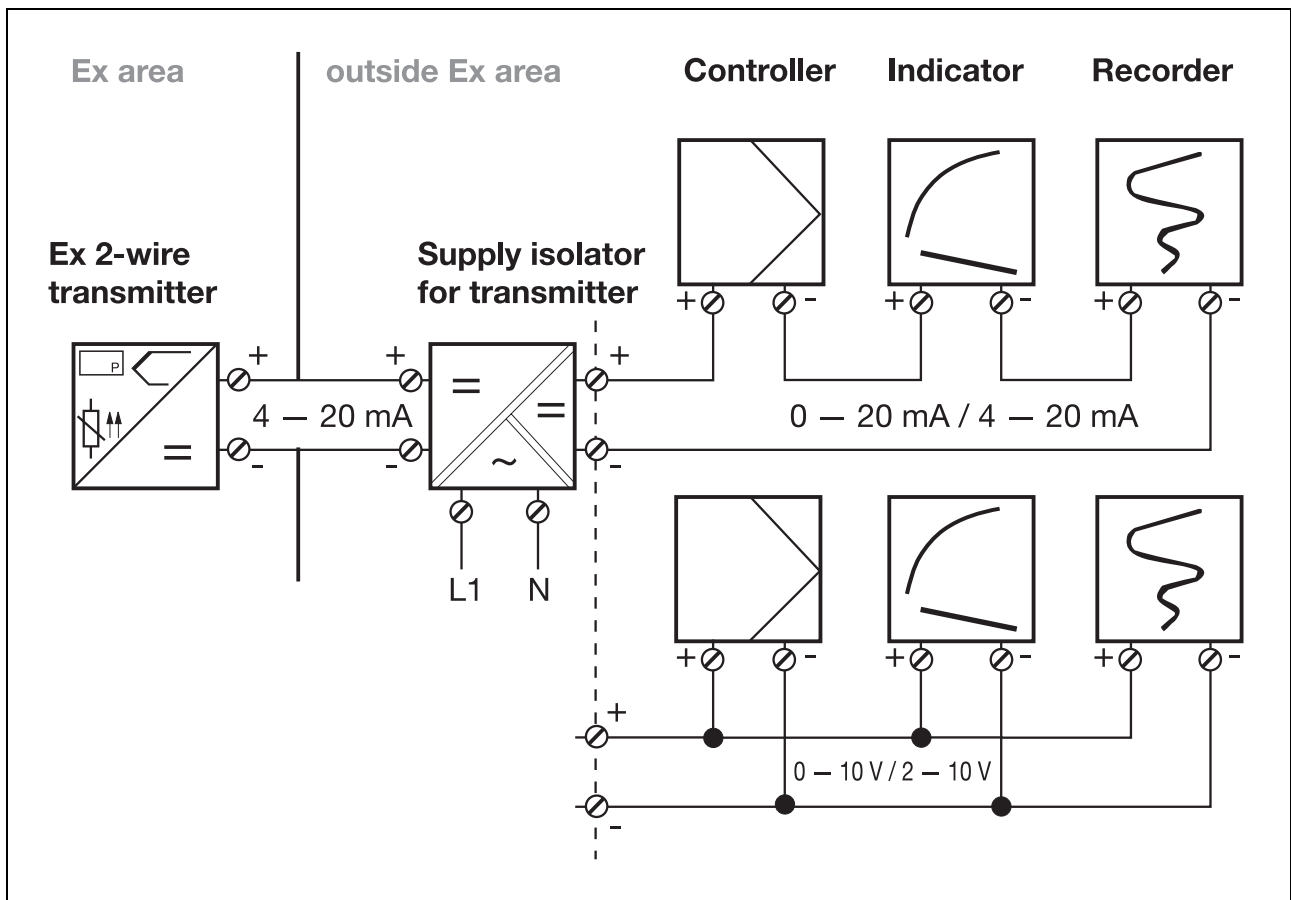 Ex area
outside Ex area
Controller
Indicator
Recorder
Ex 2-wire
transmitter
Supply isolator
for transmitter
+ -
+ -
+ -
P
+
+
+
4 – 20 mA
0 – 20 mA / 4 – 20 mA
=
=
=
~
-
-
-
L1 N
+ -
+ -
+ -
+
0 – 10 V / 2 – 10 V
-